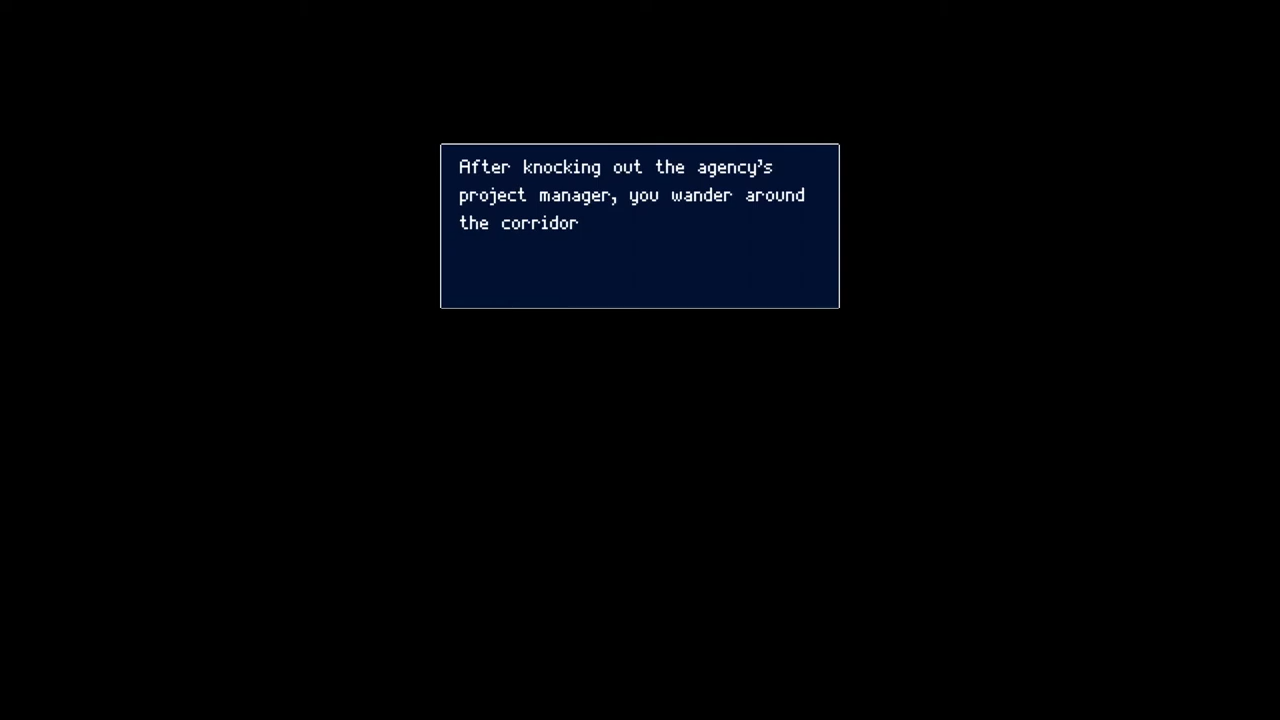 After knocking out the agency’s
project manager, you wander around
the corridor